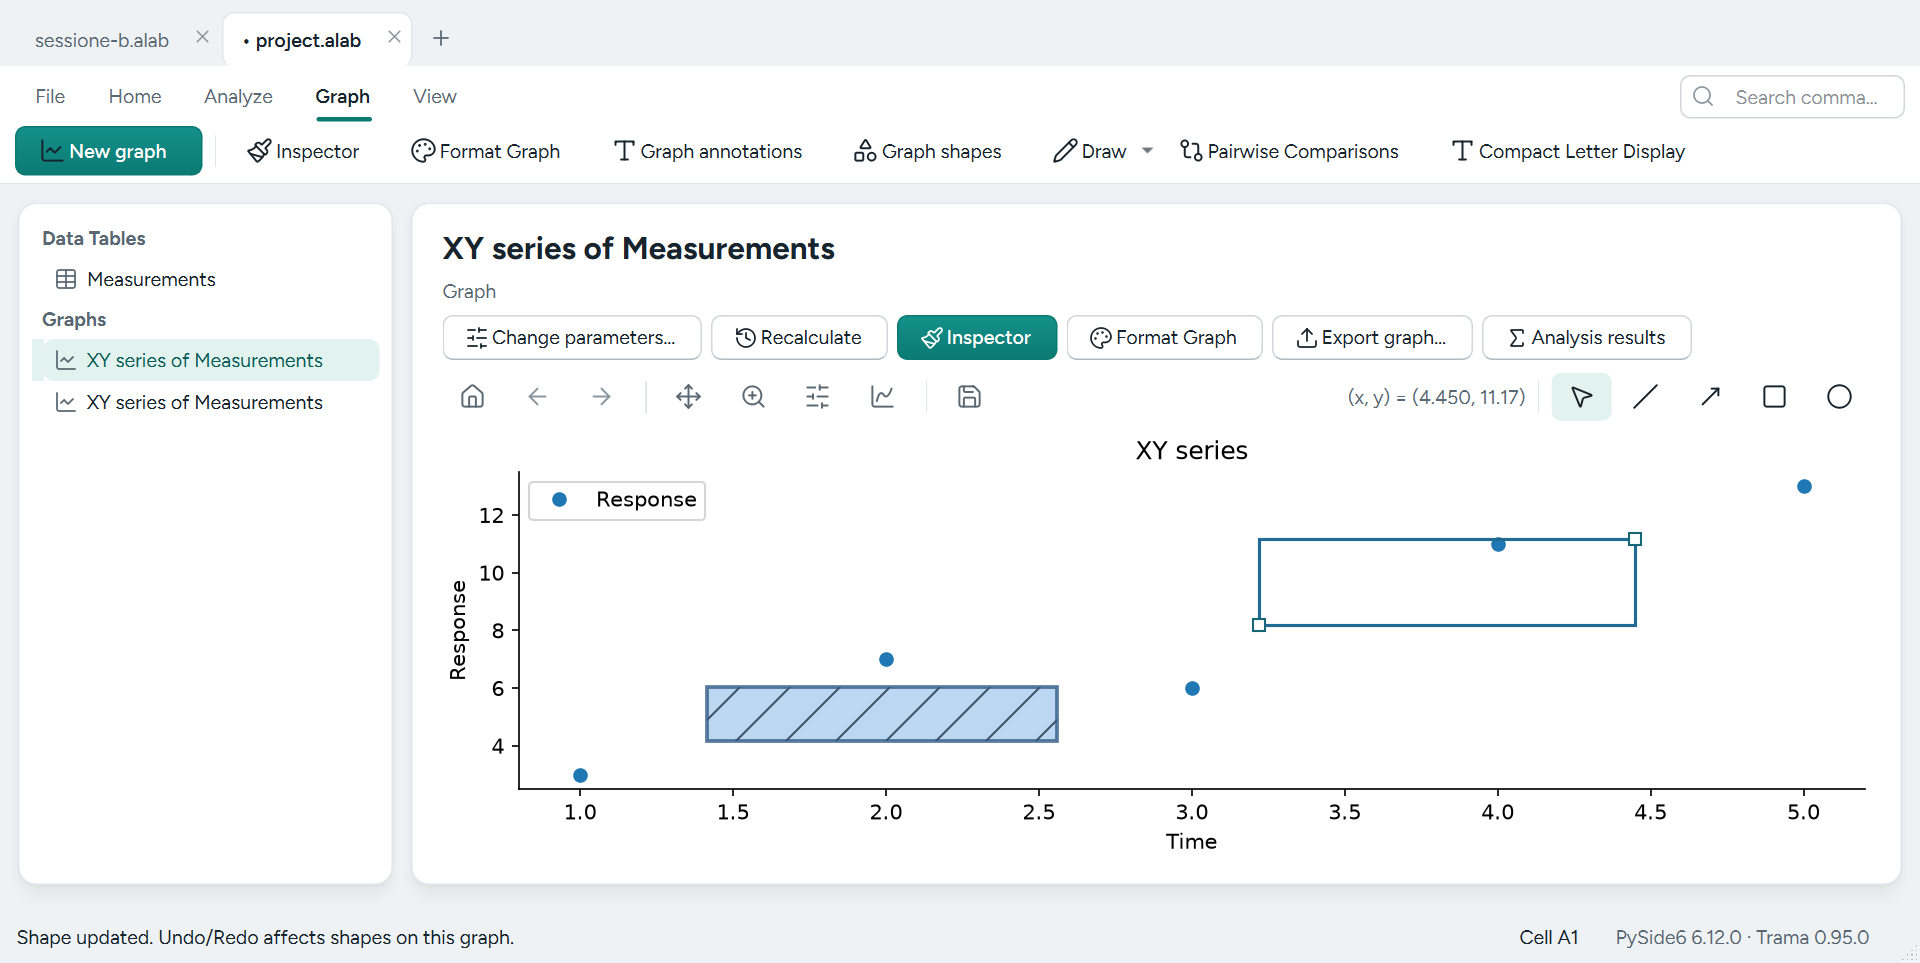 sessione-b.alab
• project.alab
File Home Analyze Graph View
Search comma...
New graph Inspector Format Graph Graph annotations Graph shapes Draw Pairwise Comparisons Compact Letter Display
Data Tables
Measurements
Graphs
XY series of Measurements
XY series of Measurements
XY series of Measurements
Graph
Change parameters... Recalculate Inspector Format Graph Export graph... Analysis results
(x, y) = (4.450, 11.17)
XY series
Response
12
10
8
6
4
Response
1.0 1.5 2.0 2.5 3.0 3.5 4.0 4.5 5.0
Time
Shape updated. Undo/Redo affects shapes on this graph.
Cell A1
PySide6 6.12.0 · Trama 0.95.0